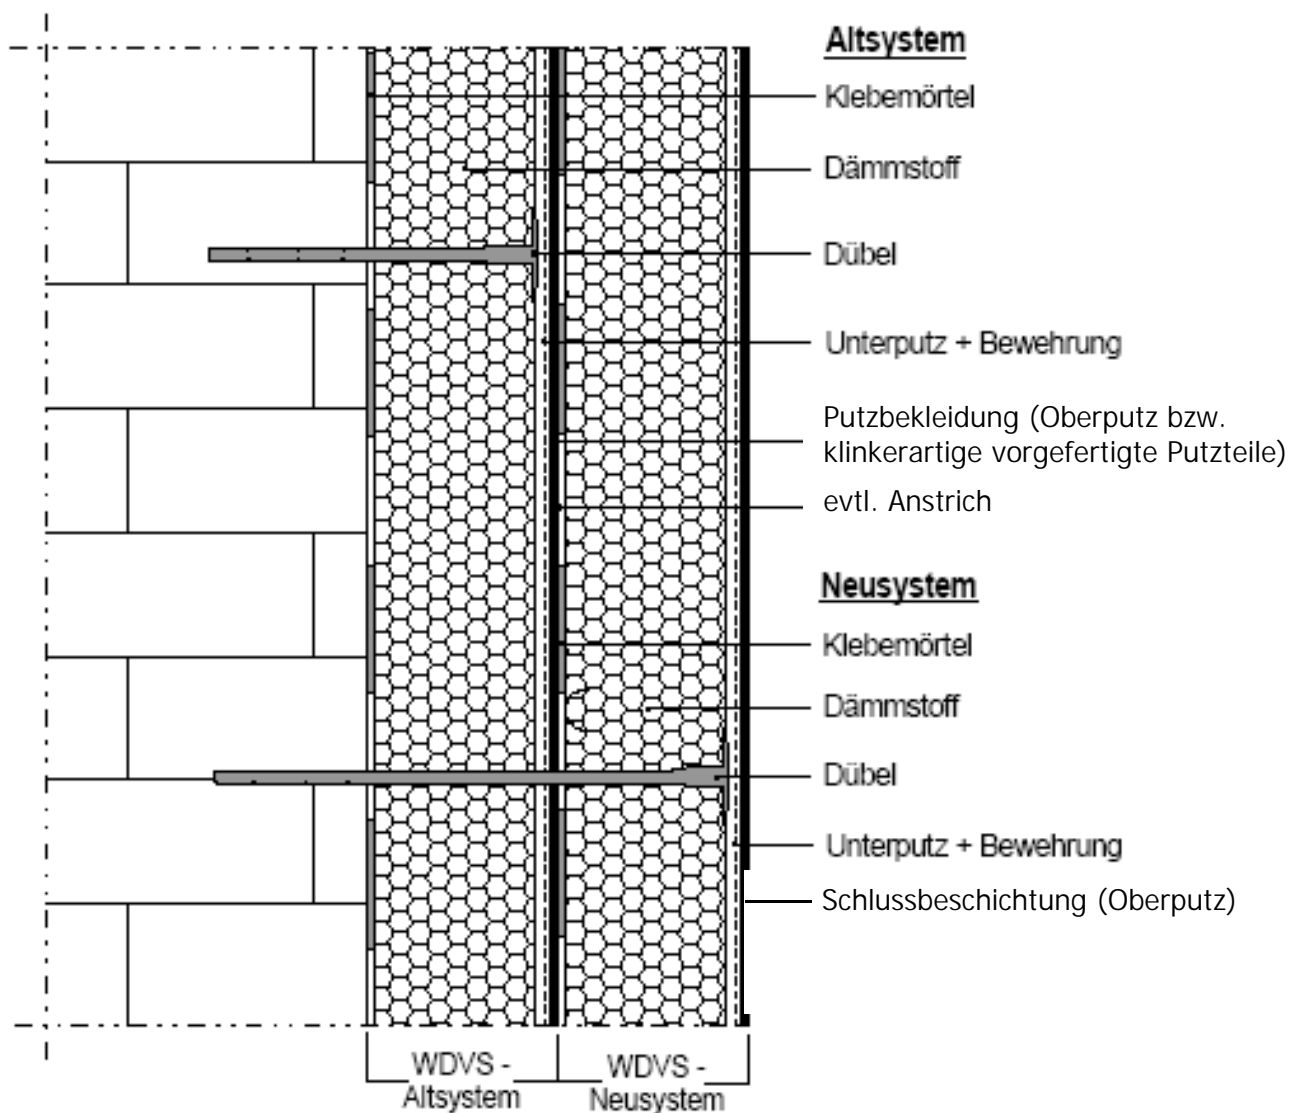 Altsystem
Klebemörtel
Dämmstoff
Dübel
Unterputz + Bewehrung
Putzbekleidung (Oberputz bzw.
klinkerartige vorgefertigte Putzteile)
evtl. Anstrich
Neusystem
Klebemörtel
Dämmstoff
Dübel
Unterputz + Bewehrung
Schlussbeschichtung (Oberputz)
WDVS -
Altsystem
WDVS -
Neusystem